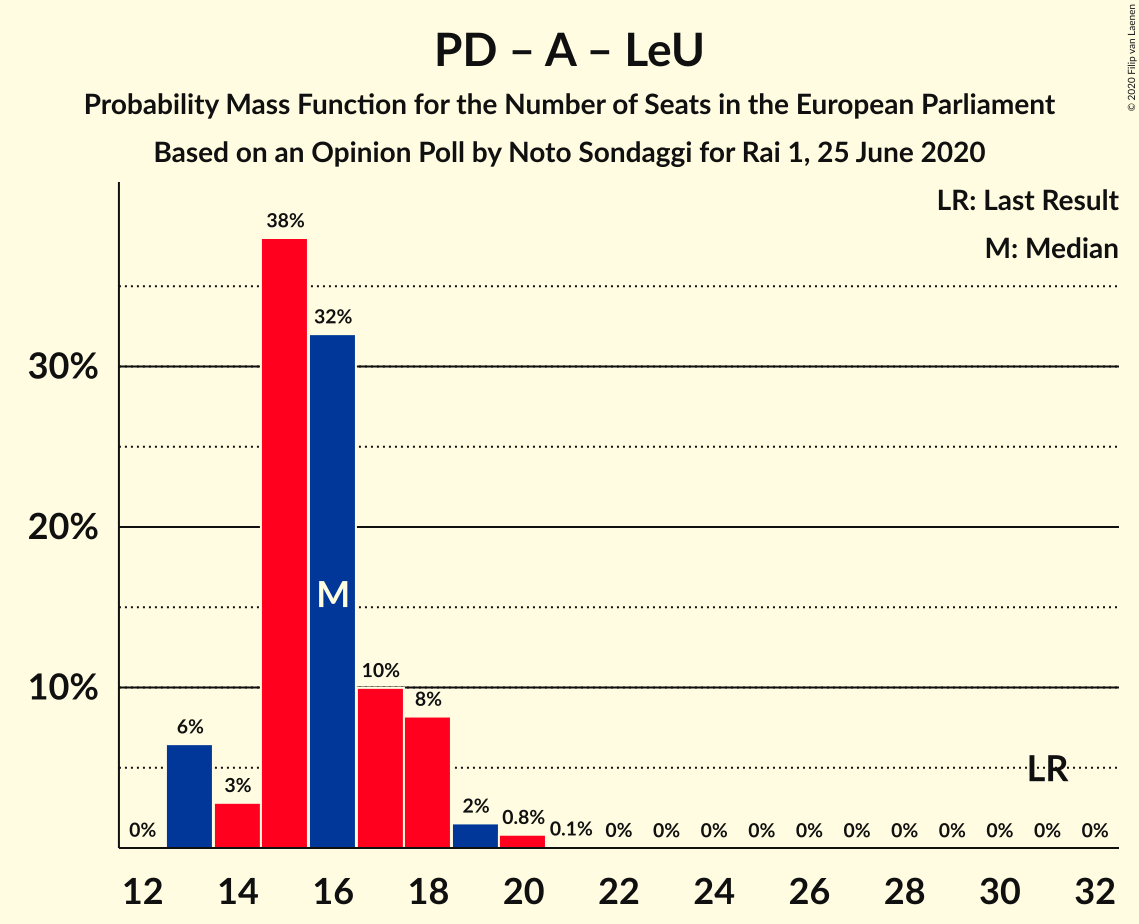 PD – A – LeU
Probability Mass Function for the Number of Seats in the European Parliament
Based on an Opinion Poll by Noto Sondaggi for Rai 1, 25 June 2020
© 2020 Filip van Laenen
LR: Last Result
M: Median
38%
32%
30%
M
20%
10%
10%
8%
6%
LR
3%
2%
0.8%
0.1%
0%
0%
0%
0%
0%
0%
0%
0%
0%
0%
0%
0%
12 14 16 18 20 22 24 26 28 30 32